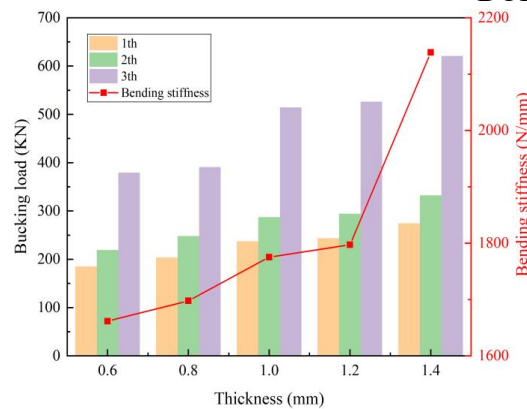 700
600
500
400
300
200
100
0
Bucking load (KN)
1th
2th
3th
Bending stiffness
2200
2000
1800
1600
Bending stiffness (N/mm)
0.6 0.8 1.0 1.2 1.4
Thickness (mm)